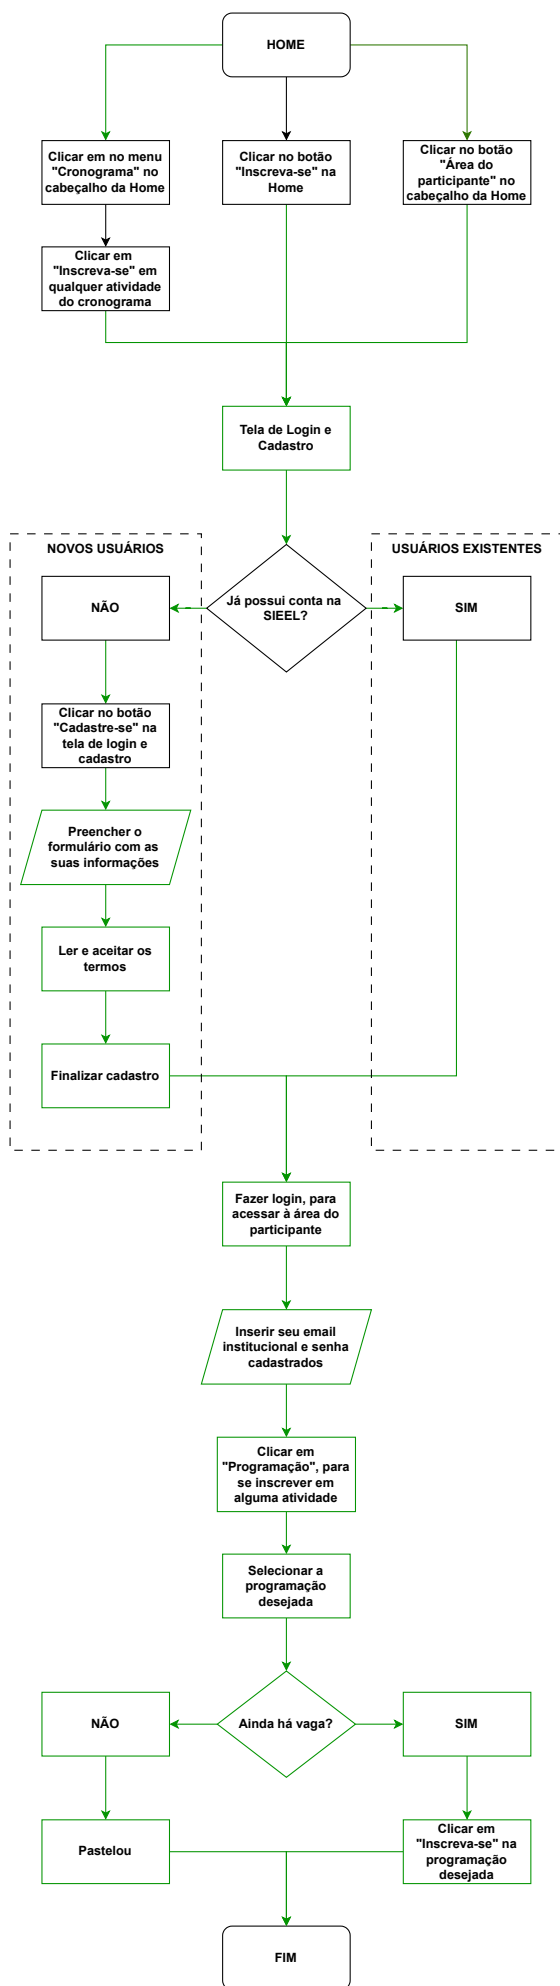 HOME
Clicar em no menu
"Cronograma" no
cabeçalho da Home
Clicar no botão
"Inscreva-se" na
Home
Clicar no botão
"Área do
participante" no
cabeçalho da Home
Clicar em
"Inscreva-se" em
qualquer atividade
do cronograma
Tela de Login e
Cadastro
NOVOS USUÁRIOS
USUÁRIOS EXISTENTES
NÃO
Já possui conta na
SIEEL?
SIM
Clicar no botão
"Cadastre-se" na
tela de login e
cadastro
Preencher o
formulário com as
suas informações
Ler e aceitar os
termos
Finalizar cadastro
Fazer login, para
acessar à área do
participante
Inserir seu email
institucional e senha
cadastrados
Clicar em
"Programação", para
se inscrever em
alguma atividade
Selecionar a
programação
desejada
NÃO
Ainda há vaga?
SIM
Pastelou
Clicar em
"Inscreva-se" na
programação
desejada
FIM